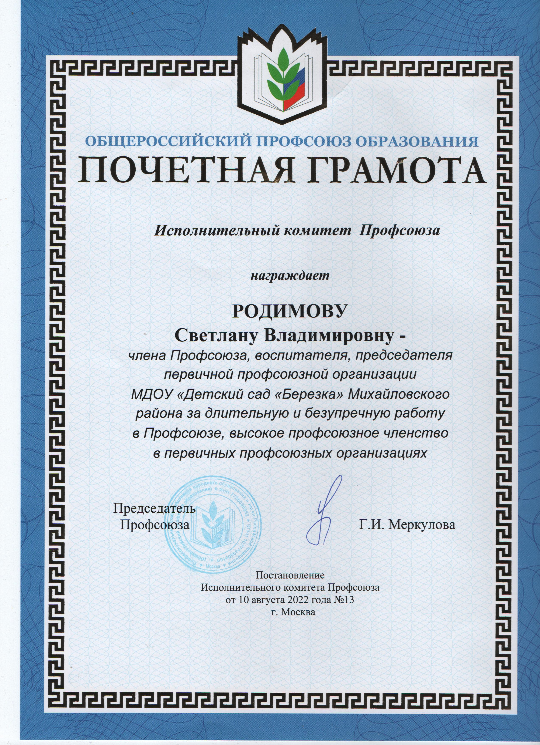 ОБЩЕРОССИЙСКИЙ ПРОФСОЮЗ ОБРАЗОВАНИЯ
ПОЧЕТНАЯ ГРАМОТА
Исполнительный комитет Профсоюза
награждает
РОДИМОВУ
Светлану Владимировну -
члена Профсоюза, воспитателя, председателя
первичной профсоюзной организации
МДОУ «Детский сад «Березка» Михайловского
района за длительную и безупречную работу
в Профсоюзе, высокое профсоюзное членство
в первичных профсоюзных организациях
Председатель
Профсоюза
Г.И. Меркулова
Постановление
Исполнительного комитета Профсоюза
от 10 августа 2022 года №13
г. Москва